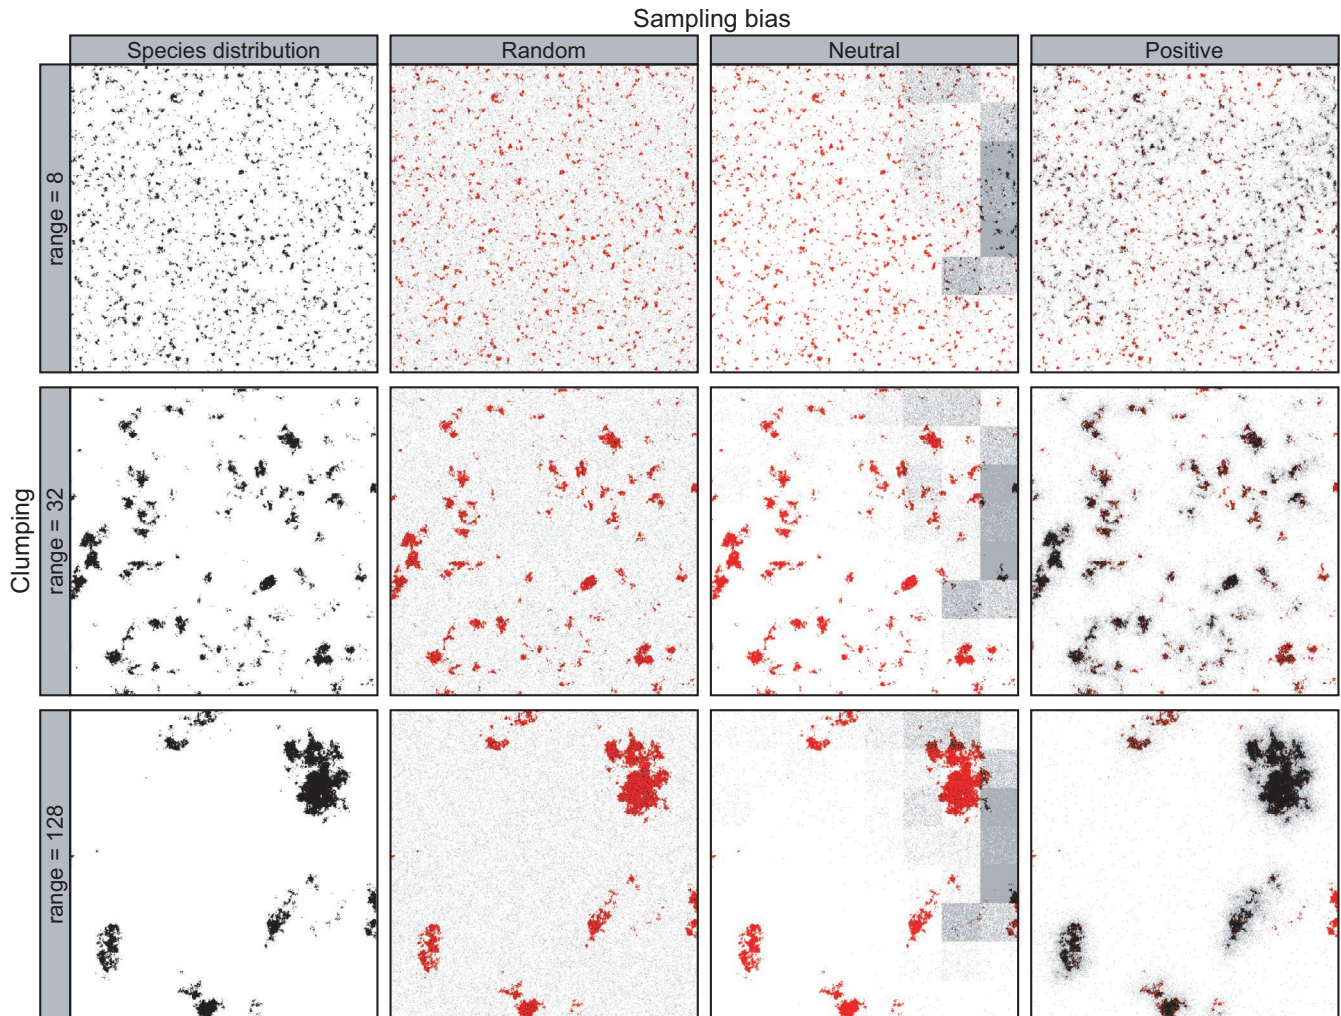 Sampling bias
Species distribution
Random
Neutral
Positive
Clumping
range = 8
range = 32
range = 128